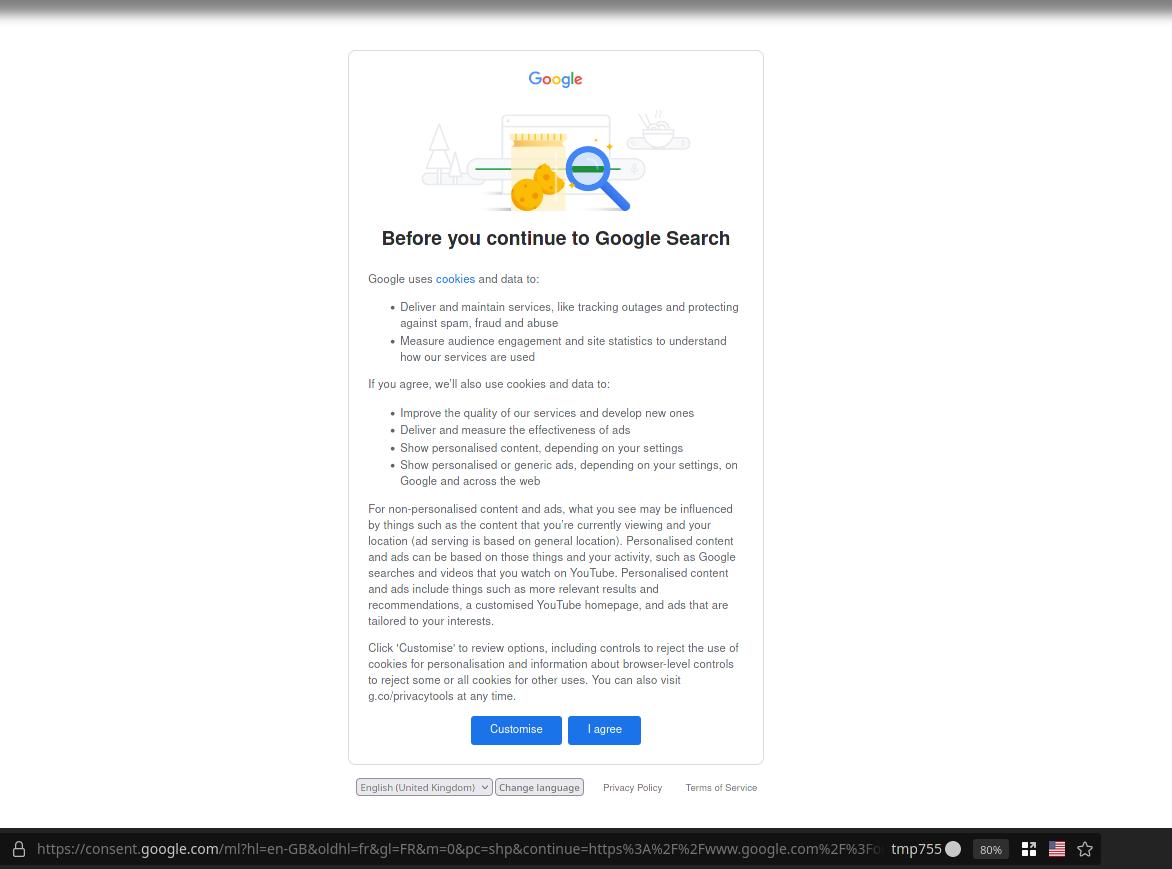 Google
Before you continue to Google Search
Google uses cookies and data to:
• Deliver and maintain services, like tracking outages and protecting
against spam, fraud and abuse
• Measure audience engagement and site statistics to understand
how our services are used
If you agree, we'll also use cookies and data to:
• Improve the quality of our services and develop new ones
• Deliver and measure the effectiveness of ads
• Show personalised content, depending on your settings
• Show personalised or generic ads, depending on your settings, on
Google and across the web
For non-personalised content and ads, what you see may be influenced
by things such as the content that you're currently viewing and your
location (ad serving is based on general location). Personalised content
and ads can be based on those things and your activity, such as Google
searches and videos that you watch on YouTube. Personalised content
and ads include things such as more relevant results and
recommendations, a customised YouTube homepage, and ads that are
tailored to your interests.
Click 'Customise' to review options, including controls to reject the use of
cookies for personalisation and information about browser-level controls
to reject some or all cookies for other uses. You can also visit
g.co/privacytools at any time.
Customise I agree
English (United Kingdom) Change language Privacy Policy Terms of Service
https://consent.google.com/ml?hl=en-GB&oldhl=fr&gl=FR&m=0&pc=shp&continue=https%3A%2F%2Fwww.google.com%2F%3Fo tmp755 80%